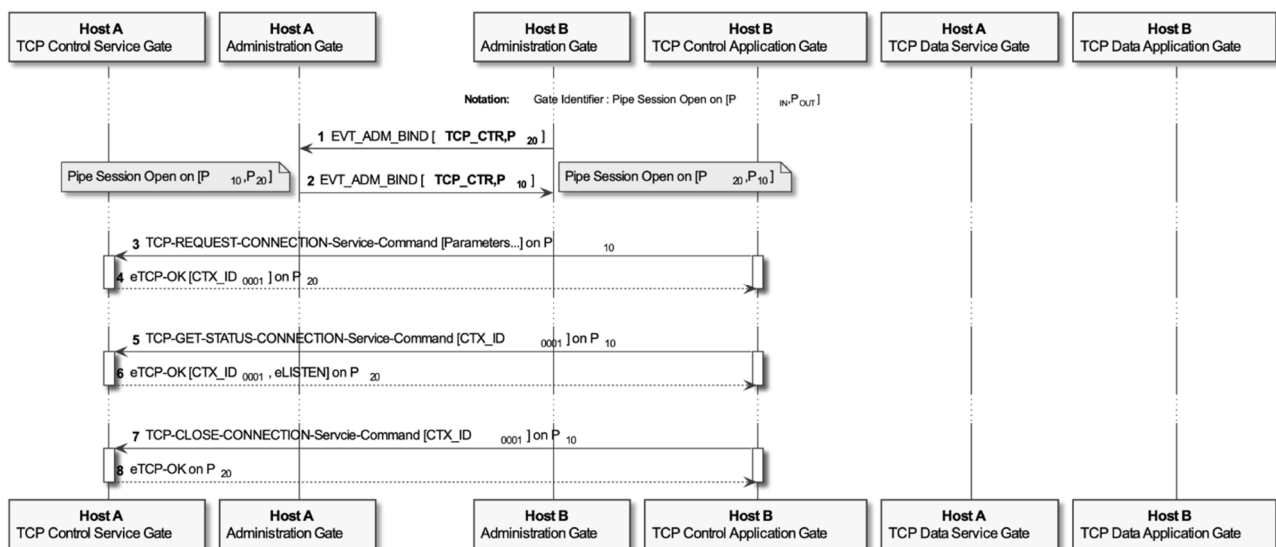 Host A
TCP Control Service Gate
Host A
Administration Gate
Host B
Administration Gate
Host B
TCP Control Application Gate
Host A
TCP Data Service Gate
Host B
TCP Data Application Gate
Notation: Gate Identifier : Pipe Session Open on [P IN,POUT]
1 EVT_ADM_BIND [ TCP_CTR,P 20 ]
Pipe Session Open on [P 10,P20]
2 EVT_ADM_BIND [ TCP_CTR,P 10 ]
Pipe Session Open on [P 20,P10]
3 TCP-REQUEST-CONNECTION-Service-Command [Parameters...] on P 10
4 eTCP-OK [CTX_ID 0001 ] on P 20
5 TCP-GET-STATUS-CONNECTION-Service-Command [CTX_ID 0001 ] on P 10
6 eTCP-OK [CTX_ID 0001 , eLISTEN] on P 20
7 TCP-CLOSE-CONNECTION-Servcie-Command [CTX_ID 0001 ] on P 10
8 eTCP-OK on P 20
Host A
TCP Control Service Gate
Host A
Administration Gate
Host B
Administration Gate
Host B
TCP Control Application Gate
Host A
TCP Data Service Gate
Host B
TCP Data Application Gate